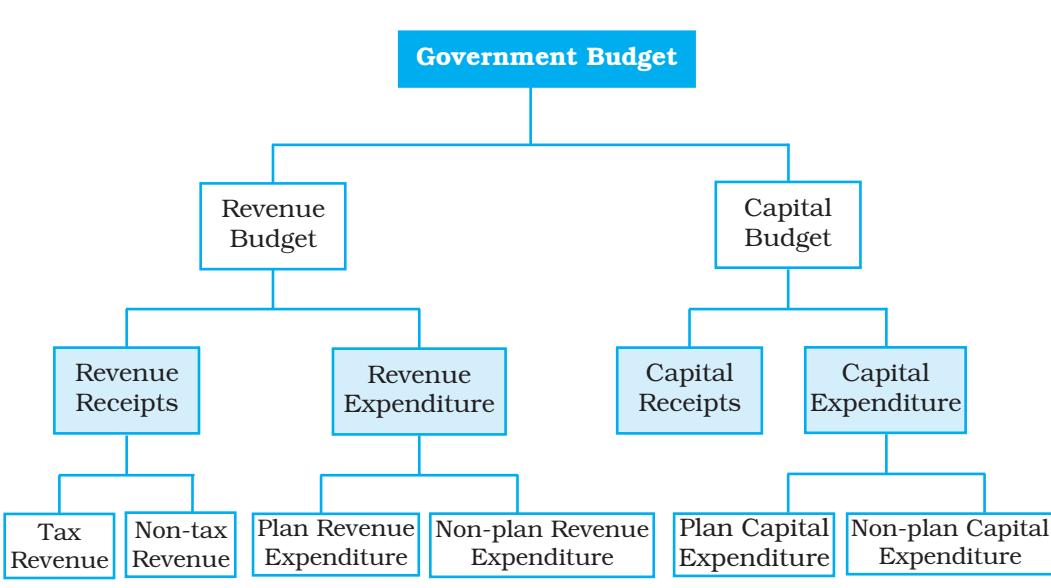 Government Budget
Revenue
Budget
Capital
Budget
Revenue
Receipts
Revenue
Expenditure
Capital
Receipts
Capital
Expenditure
Tax
Revenue
Non-tax
Revenue
Plan Revenue
Expenditure
Non-plan Revenue
Expenditure
Plan Capital
Expenditure
Non-plan Capital
Expenditure